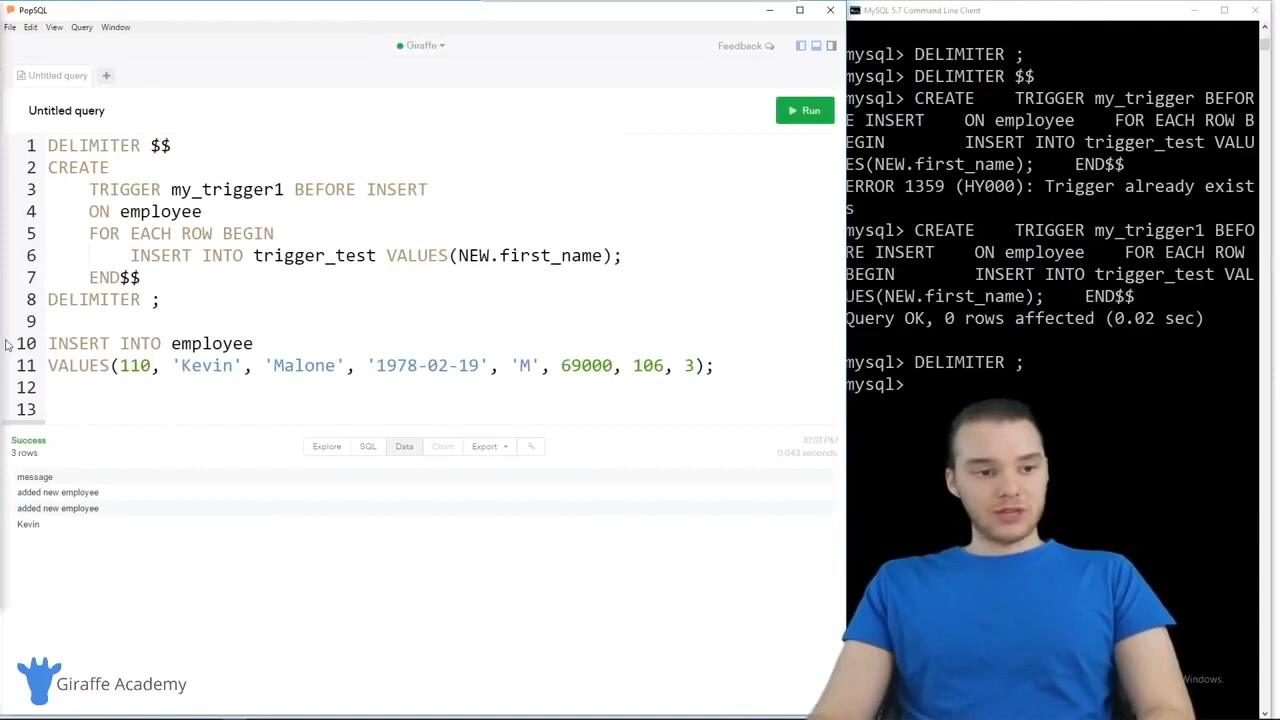 PopSQL
File Edit View Query Window
Giraffe
Feedback
Untitled query
+
Untitled query
Run
1 DELIMITER $$
2 CREATE
3 TRIGGER my_trigger1 BEFORE INSERT
4 ON employee
5 FOR EACH ROW BEGIN
6 INSERT INTO trigger_test VALUES(NEW.first_name);
7 END$$
8 DELIMITER ;
9
10 INSERT INTO employee
11 VALUES(110, 'Kevin', 'Malone', '1978-02-19', 'M', 69000, 106, 3);
12
13
Success
3 rows
Explore SQL Data Chart Export
10:01 PM
0.043 seconds
message
added new employee
added new employee
Kevin
Giraffe Academy
MySQL 5.7 Command Line Client
mysql> DELIMITER ;
mysql> DELIMITER $$
mysql> CREATE TRIGGER my_trigger BEFOR
E INSERT ON employee FOR EACH ROW B
EGIN INSERT INTO trigger_test VALU
ES(NEW.first_name); END$$
ERROR 1359 (HY000): Trigger already exist
s
mysql> CREATE TRIGGER my_trigger1 BEFO
RE INSERT ON employee FOR EACH ROW
BEGIN INSERT INTO trigger_test VAL
UES(NEW.first_name); END$$
Query OK, 0 rows affected (0.02 sec)
mysql> DELIMITER ;
mysql>
Windows.